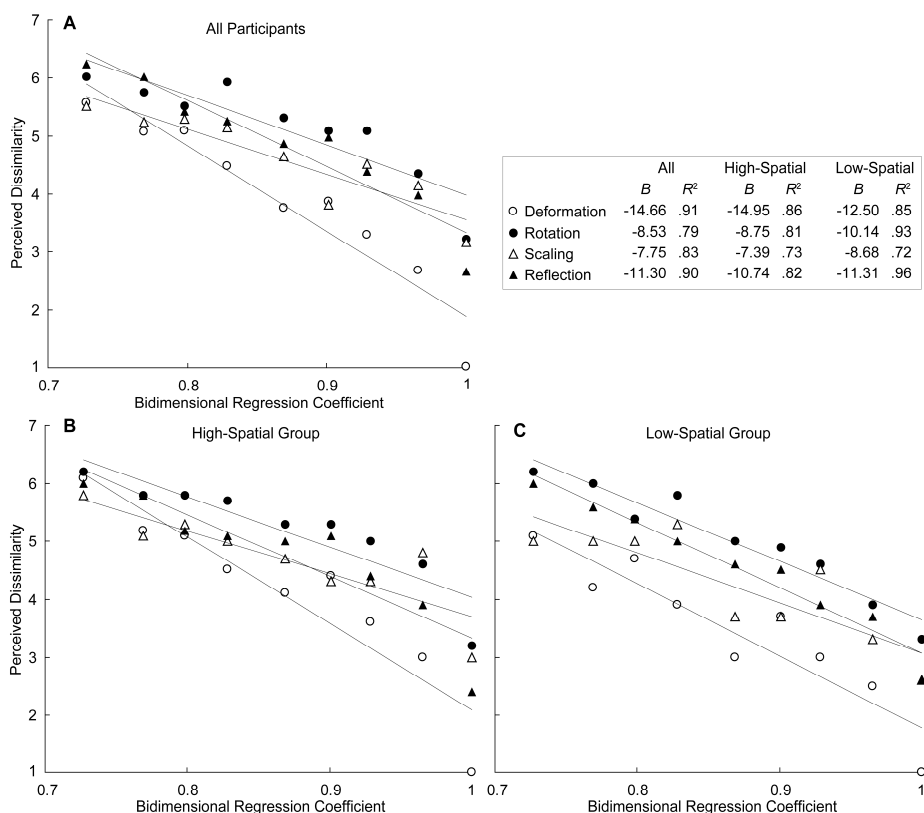 A
All Participants
7
6
5
4
3
2
1
Perceived Dissimilarity
0.7 0.8 0.9 1
Bidimensional Regression Coefficient
All High-Spatial Low-Spatial
B R² B R² B R²
Deformation -14.66 .91 -14.95 .86 -12.50 .85
Rotation -8.53 .79 -8.75 .81 -10.14 .93
Scaling -7.75 .83 -7.39 .73 -8.68 .72
Reflection -11.30 .90 -10.74 .82 -11.31 .96
B
High-Spatial Group
7
6
5
4
3
2
1
Perceived Dissimilarity
0.7 0.8 0.9 1
Bidimensional Regression Coefficient
C
Low-Spatial Group
0.7 0.8 0.9 1
Bidimensional Regression Coefficient